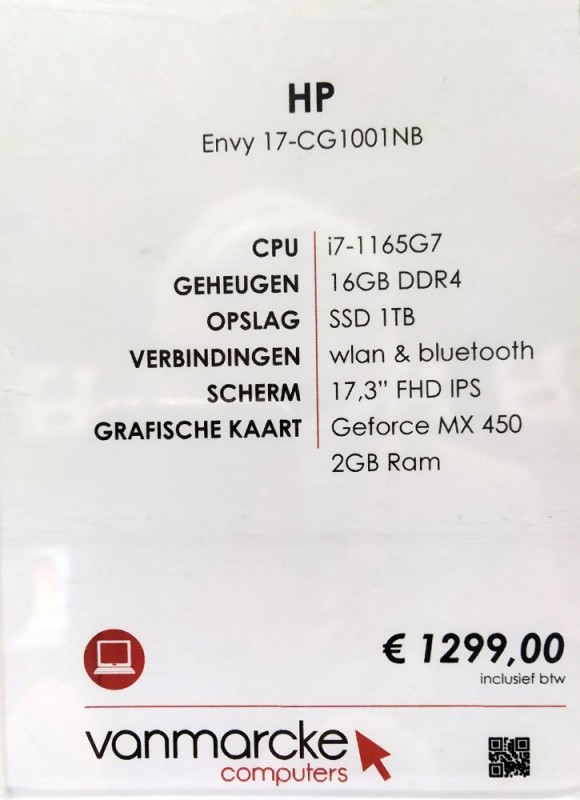 HP
Envy 17-CG1001NB
CPU i7-1165G7
GEHEUGEN 16GB DDR4
OPSLAG SSD 1TB
VERBINDINGEN wlan & bluetooth
SCHERM 17,3” FHD IPS
GRAFISCHE KAART Geforce MX 450
2GB Ram
€ 1299,00
inclusief btw
vanmarcke
computers